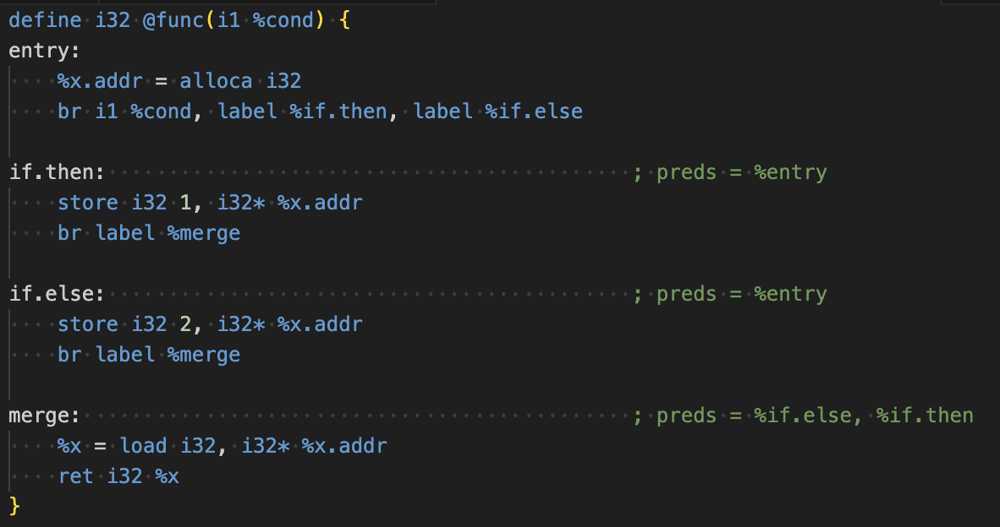 define i32 @func(i1 %cond) {
entry:
    %x.addr = alloca i32
    br i1 %cond, label %if.then, label %if.else

if.then:                                           ; preds = %entry
    store i32 1, i32* %x.addr
    br label %merge

if.else:                                           ; preds = %entry
    store i32 2, i32* %x.addr
    br label %merge

merge:                                             ; preds = %if.else, %if.then
    %x = load i32, i32* %x.addr
    ret i32 %x
}